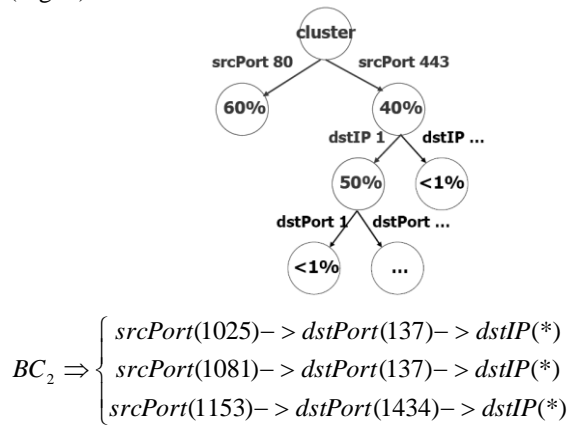 cluster
srcPort 80 srcPort 443
60% 40%
dstIP 1 dstIP ...
50% <1%
dstPort 1 dstPort ...
<1% ...
srcPort(1025)− > dstPort(137)− > dstIP(*)
BC₂ ⇒ { srcPort(1081)− > dstPort(137)− > dstIP(*)
srcPort(1153)− > dstPort(1434)− > dstIP(*)